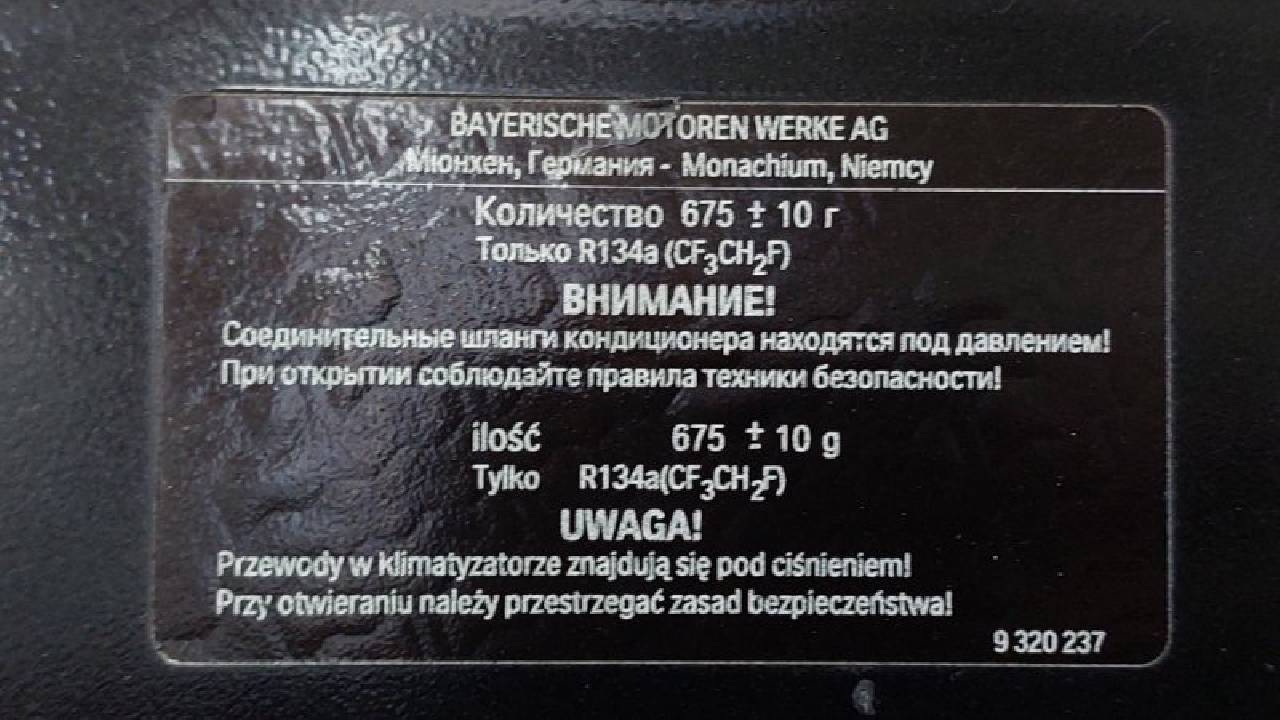 BAYERISCHE MOTOREN WERKE AG
Мюнхен, Германия - Monachium, Niemcy
Количество 675 ± 10 г
Только R134a (CF₃CH₂F)
ВНИМАНИЕ!
Соединительные шланги кондиционера находятся под давлением!
При открытии соблюдайте правила техники безопасности!
ilość 675 ± 10 g
Tylko R134a(CF₃CH₂F)
UWAGA!
Przewody w klimatyzatorze znajdują się pod ciśnieniem!
Przy otwieraniu należy przestrzegać zasad bezpieczeństwa!
9 320 237